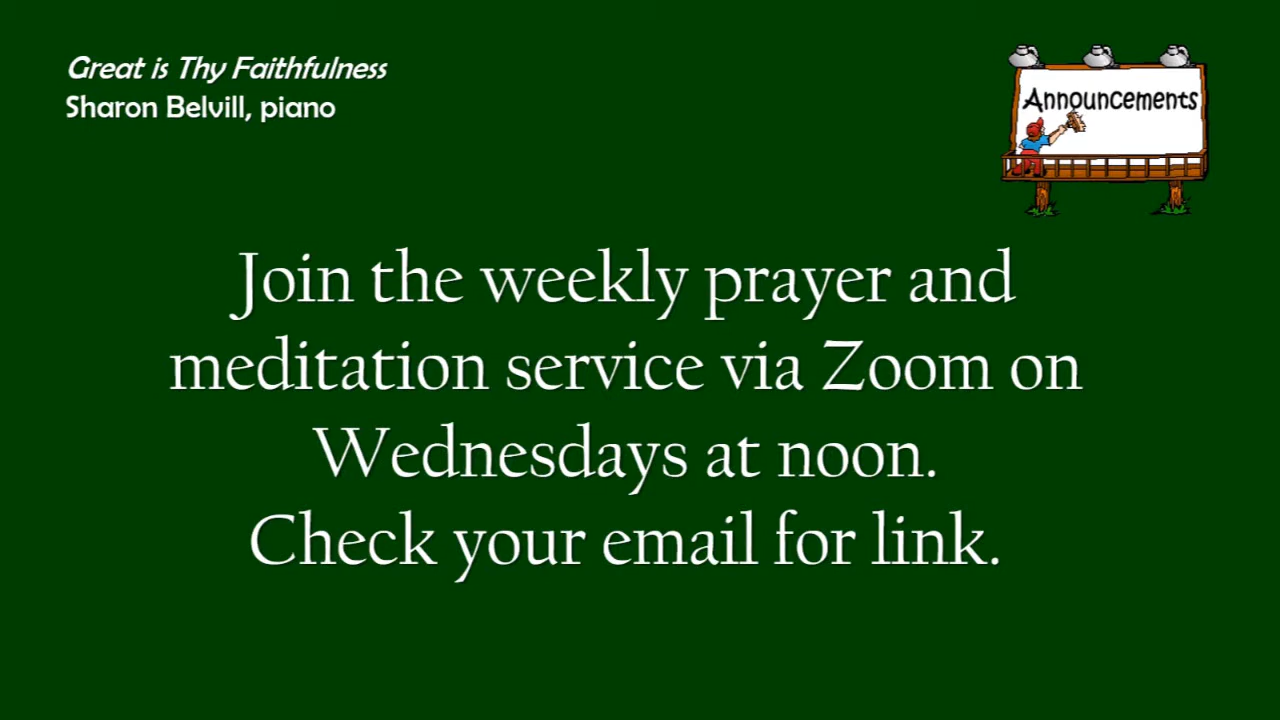 Great is Thy Faithfulness
Sharon Belvill, piano
Announcements
Join the weekly prayer and
meditation service via Zoom on
Wednesdays at noon.
Check your email for link.